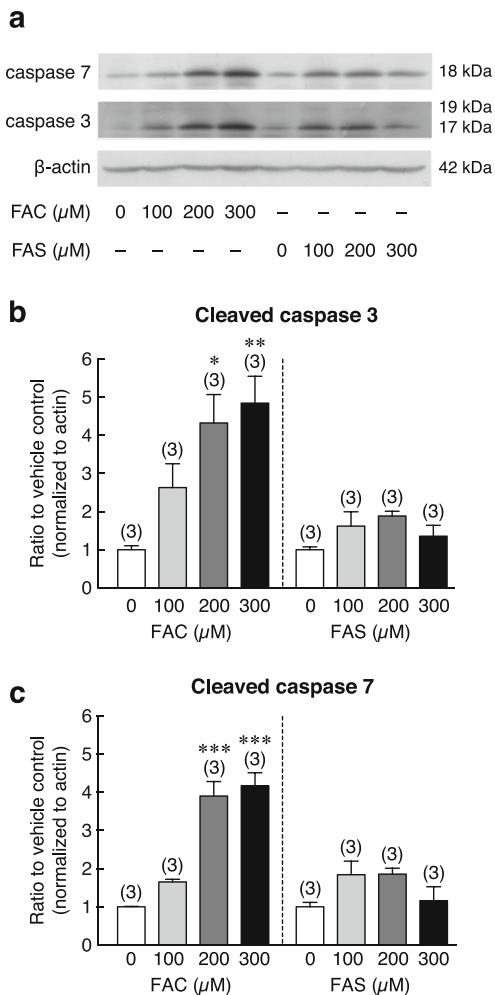 a
caspase 7 18 kDa
19 kDa
caspase 3 17 kDa
β-actin 42 kDa
FAC (µM) 0 100 200 300 – – – –
FAS (µM) – – – – 0 100 200 300
b
Cleaved caspase 3
Ratio to vehicle control
(normalized to actin)
6
5
4
3
2
1
0
(3) (3) * (3) ** (3) (3) (3) (3) (3)
0 100 200 300 0 100 200 300
FAC (µM) FAS (µM)
c
Cleaved caspase 7
Ratio to vehicle control
(normalized to actin)
6
5
4
3
2
1
0
(3) (3) *** (3) *** (3) (3) (3) (3) (3)
0 100 200 300 0 100 200 300
FAC (µM) FAS (µM)